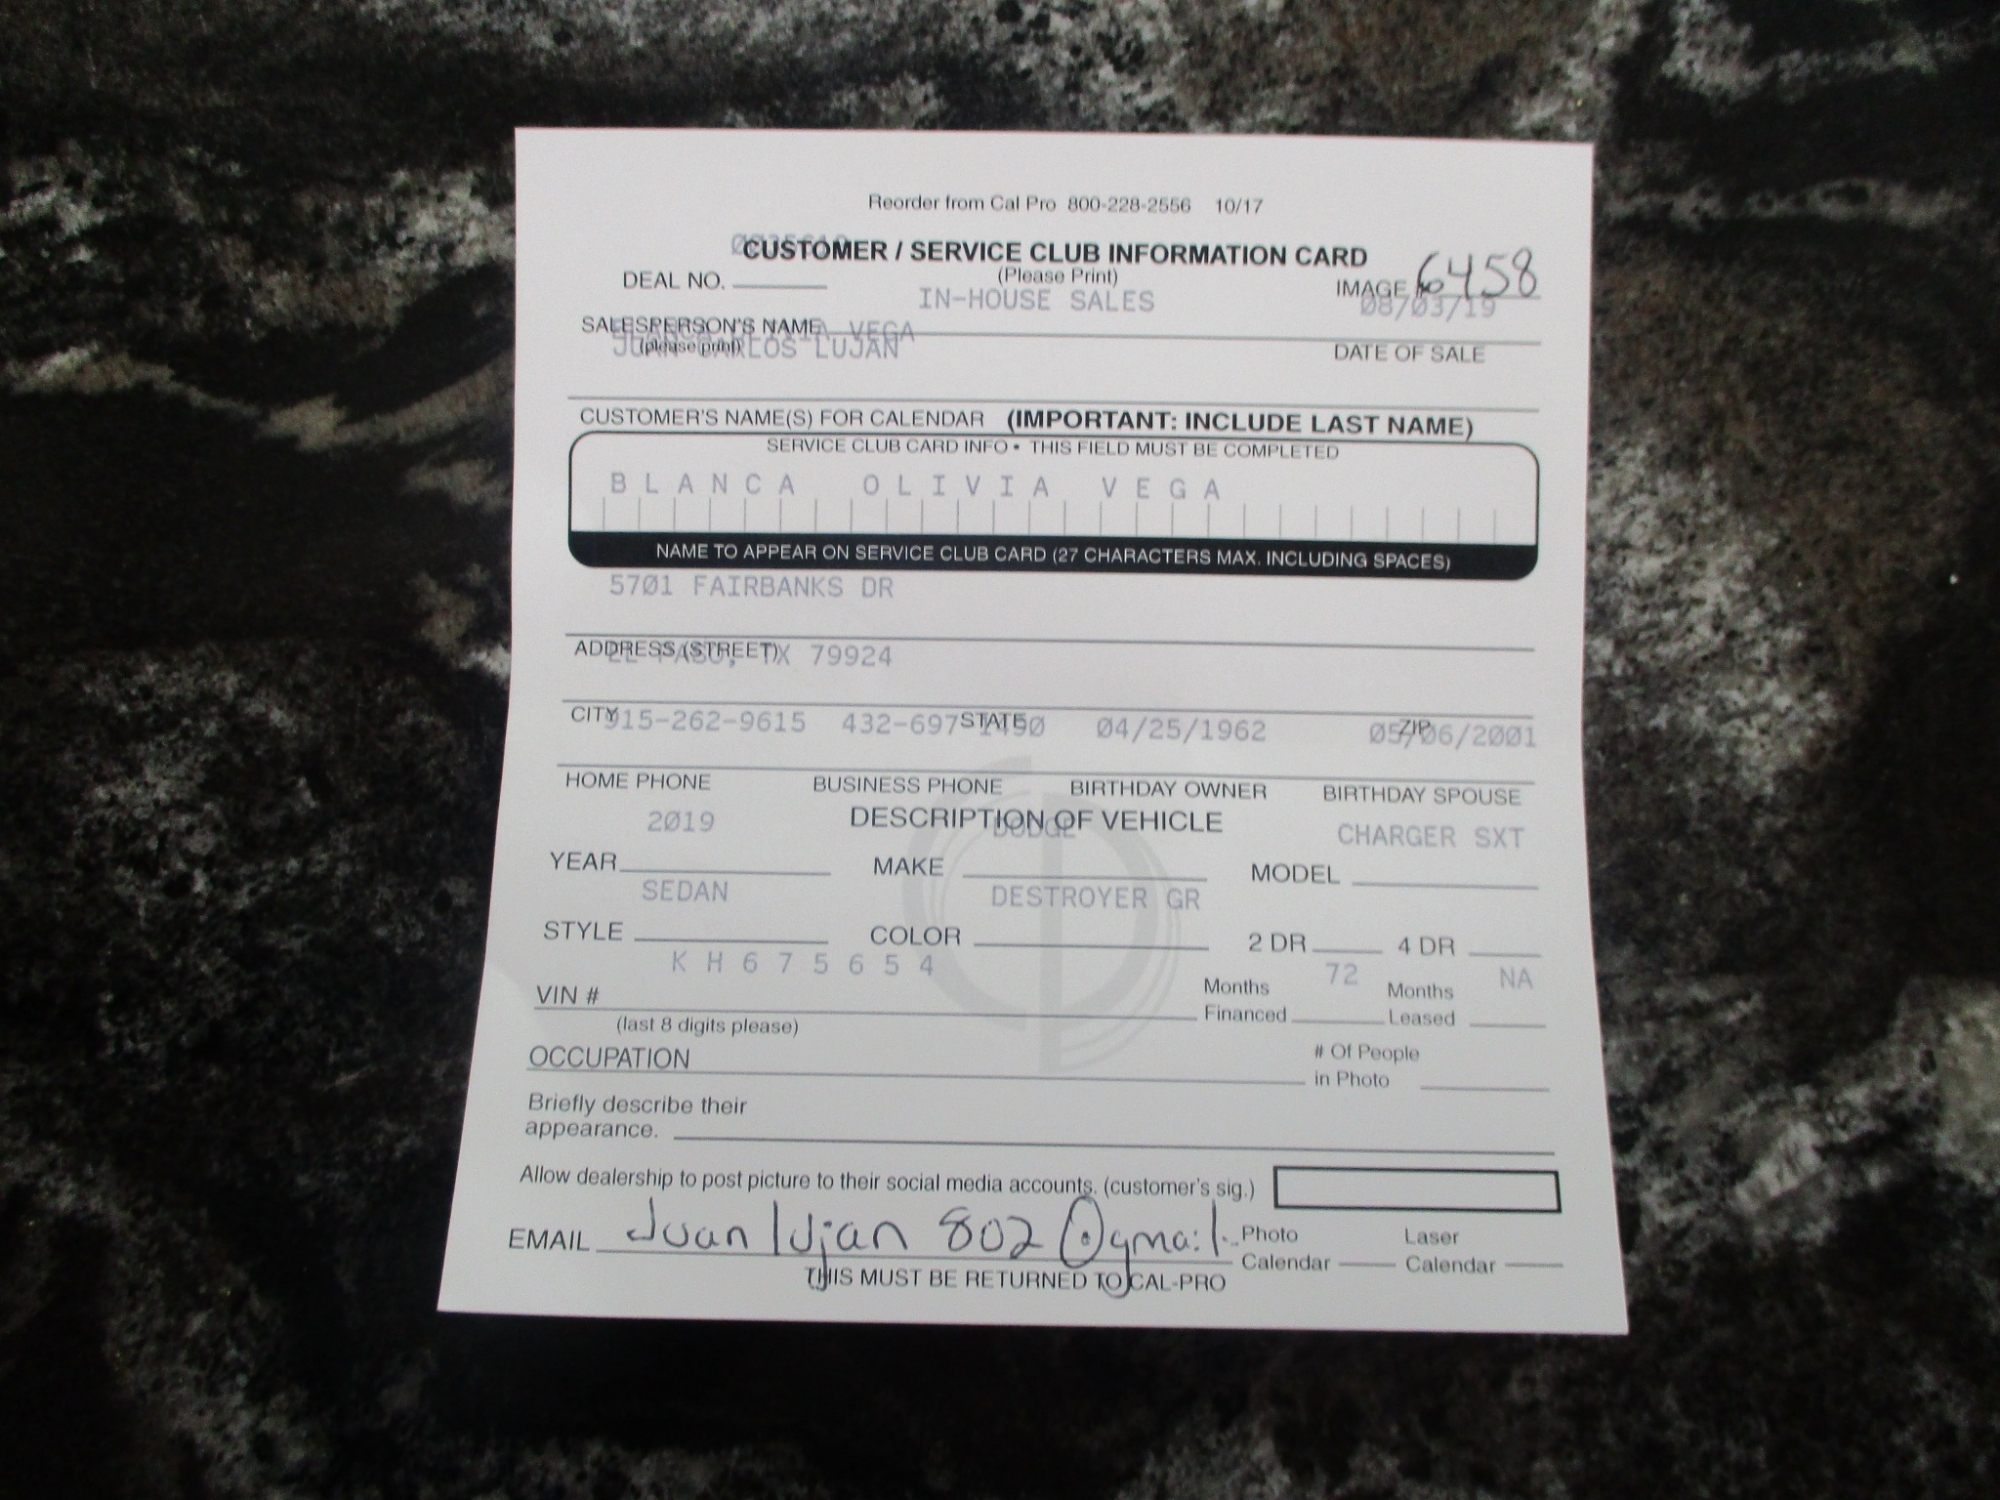 Reorder from Cal Pro 800-228-2556 10/17
CUSTOMER / SERVICE CLUB INFORMATION CARD
DEAL NO. (Please Print) IMAGE 6458
IN-HOUSE SALES 08/03/19
SALESPERSON'S NAME VEGA
(please print) JUAN CARLOS LUJAN DATE OF SALE
CUSTOMER'S NAME(S) FOR CALENDAR (IMPORTANT: INCLUDE LAST NAME)
SERVICE CLUB CARD INFO • THIS FIELD MUST BE COMPLETED
BLANCA OLIVIA VEGA
NAME TO APPEAR ON SERVICE CLUB CARD (27 CHARACTERS MAX. INCLUDING SPACES)
5701 FAIRBANKS DR
ADDRESS (STREET) EL PASO, TX 79924
CITY STATE ZIP
915-262-9615 04/25/1962 05/06/2001
HOME PHONE BUSINESS PHONE BIRTHDAY OWNER BIRTHDAY SPOUSE
DESCRIPTION OF VEHICLE
2019 DODGE CHARGER SXT
YEAR MAKE MODEL
SEDAN DESTROYER GR
STYLE COLOR 2 DR 4 DR
KH675654 72 NA
VIN # Months Financed Months Leased
(last 8 digits please)
OCCUPATION # Of People in Photo
Briefly describe their
appearance.
Allow dealership to post picture to their social media accounts. (customer's sig.)
EMAIL Juanlujan802@gmail. Photo Calendar Laser Calendar
THIS MUST BE RETURNED TO CAL-PRO